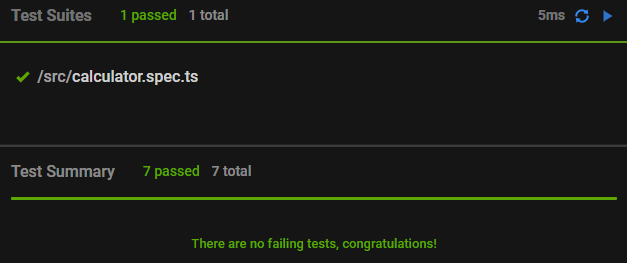 Test Suites 1 passed 1 total 5ms
/src/calculator.spec.ts
Test Summary 7 passed 7 total
There are no failing tests, congratulations!